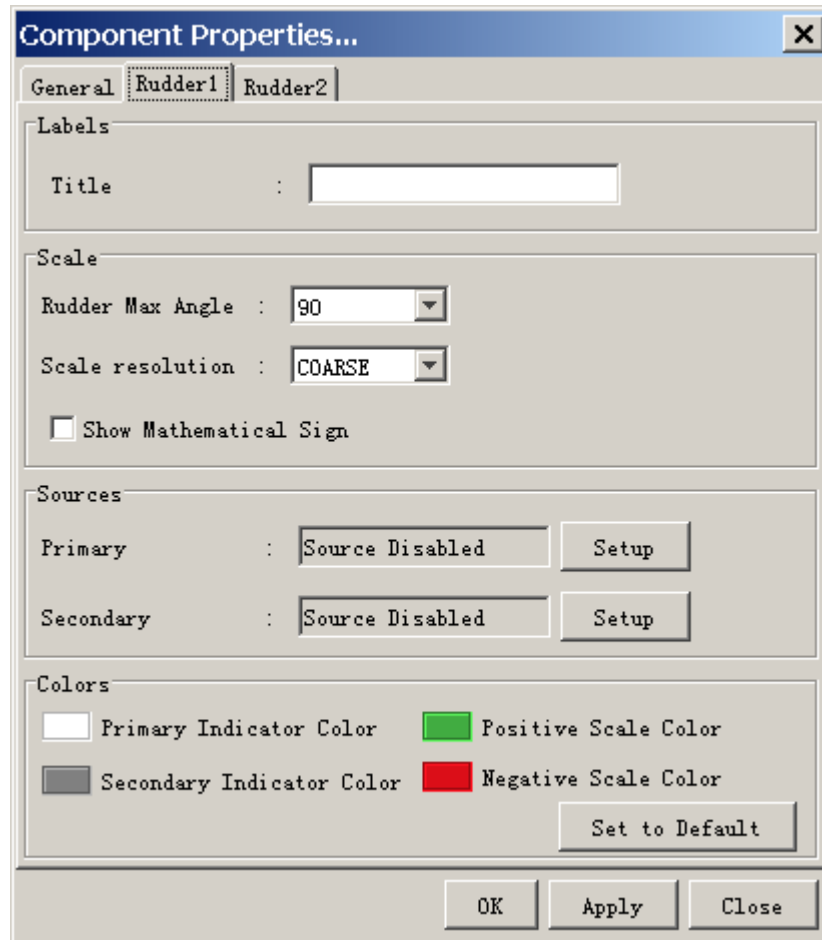 Component Properties...
General Rudder1 Rudder2
Labels
Title :
Scale
Rudder Max Angle : 90
Scale resolution : COARSE
Show Mathematical Sign
Sources
Primary : Source Disabled Setup
Secondary : Source Disabled Setup
Colors
Primary Indicator Color Positive Scale Color
Secondary Indicator Color Negative Scale Color
Set to Default
OK Apply Close